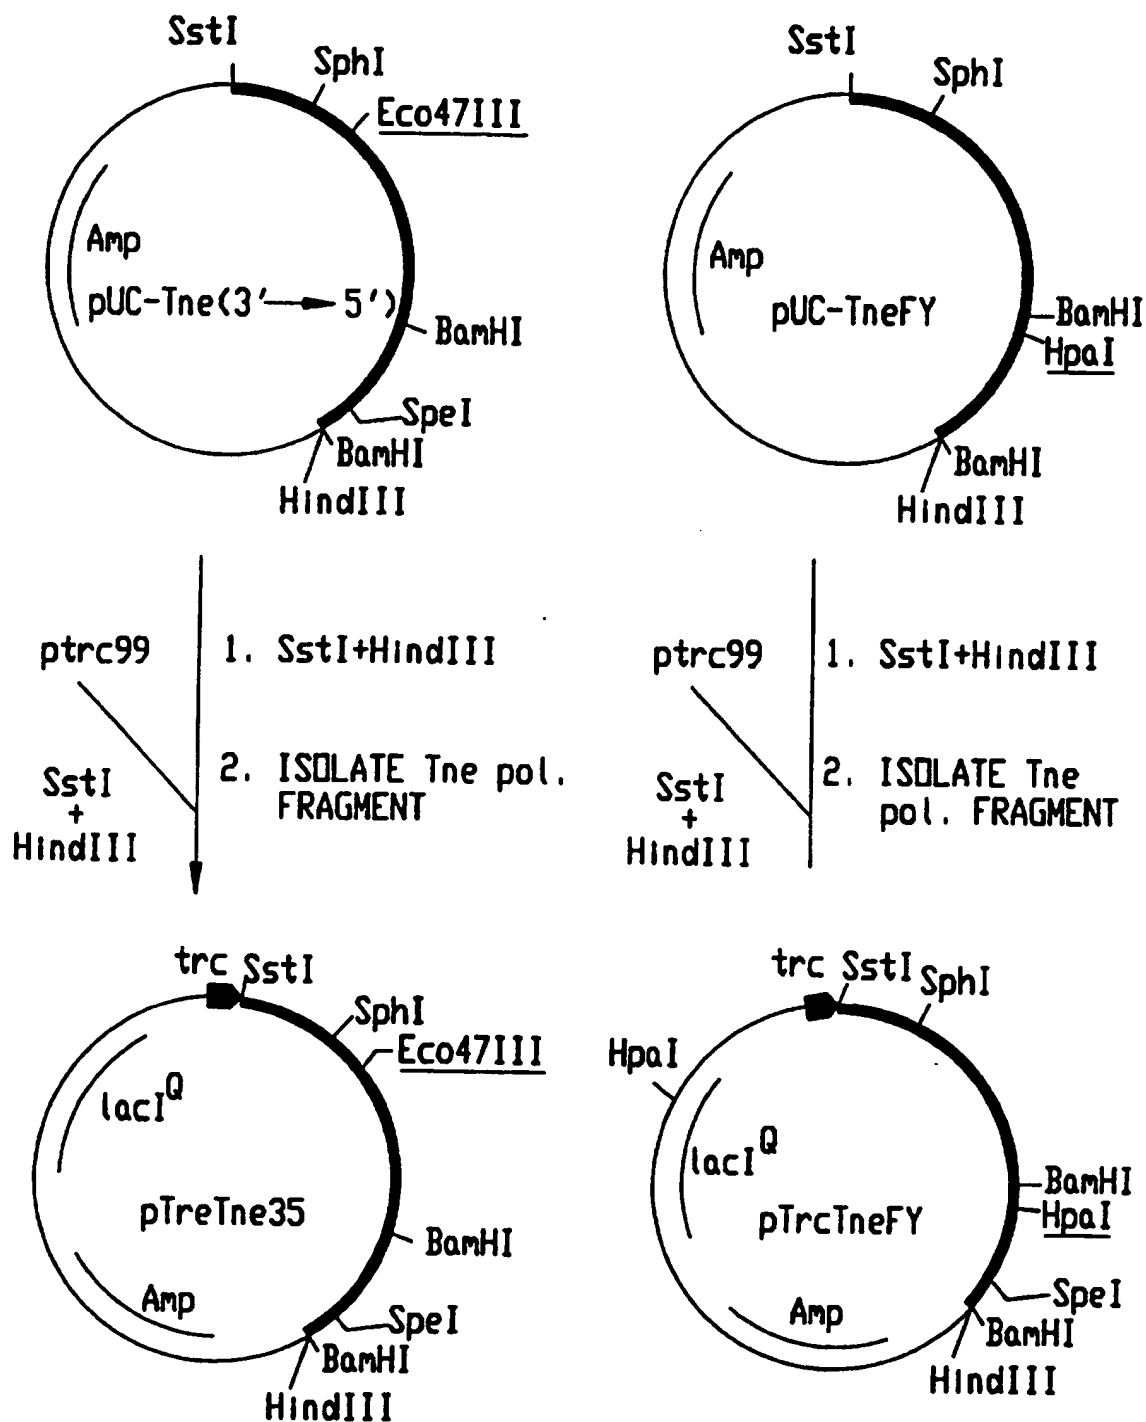 SstI
SphI
Eco47III
Amp
pUC-Tne(3' → 5')
BamHI
SpeI
BamHI
HindIII
SstI
SphI
Amp
pUC-TneFY
BamHI
HpaI
BamHI
HindIII
ptrc99
SstI
+
HindIII
1. SstI+HindIII
2. ISOLATE Tne pol.
FRAGMENT
ptrc99
SstI
+
HindIII
1. SstI+HindIII
2. ISOLATE Tne
pol. FRAGMENT
trc
SstI
SphI
Eco47III
lacI^Q
pTreTne35
BamHI
Amp
SpeI
BamHI
HindIII
trc
SstI
SphI
HpaI
lacI^Q
pTrcTneFY
BamHI
HpaI
Amp
SpeI
BamHI
HindIII